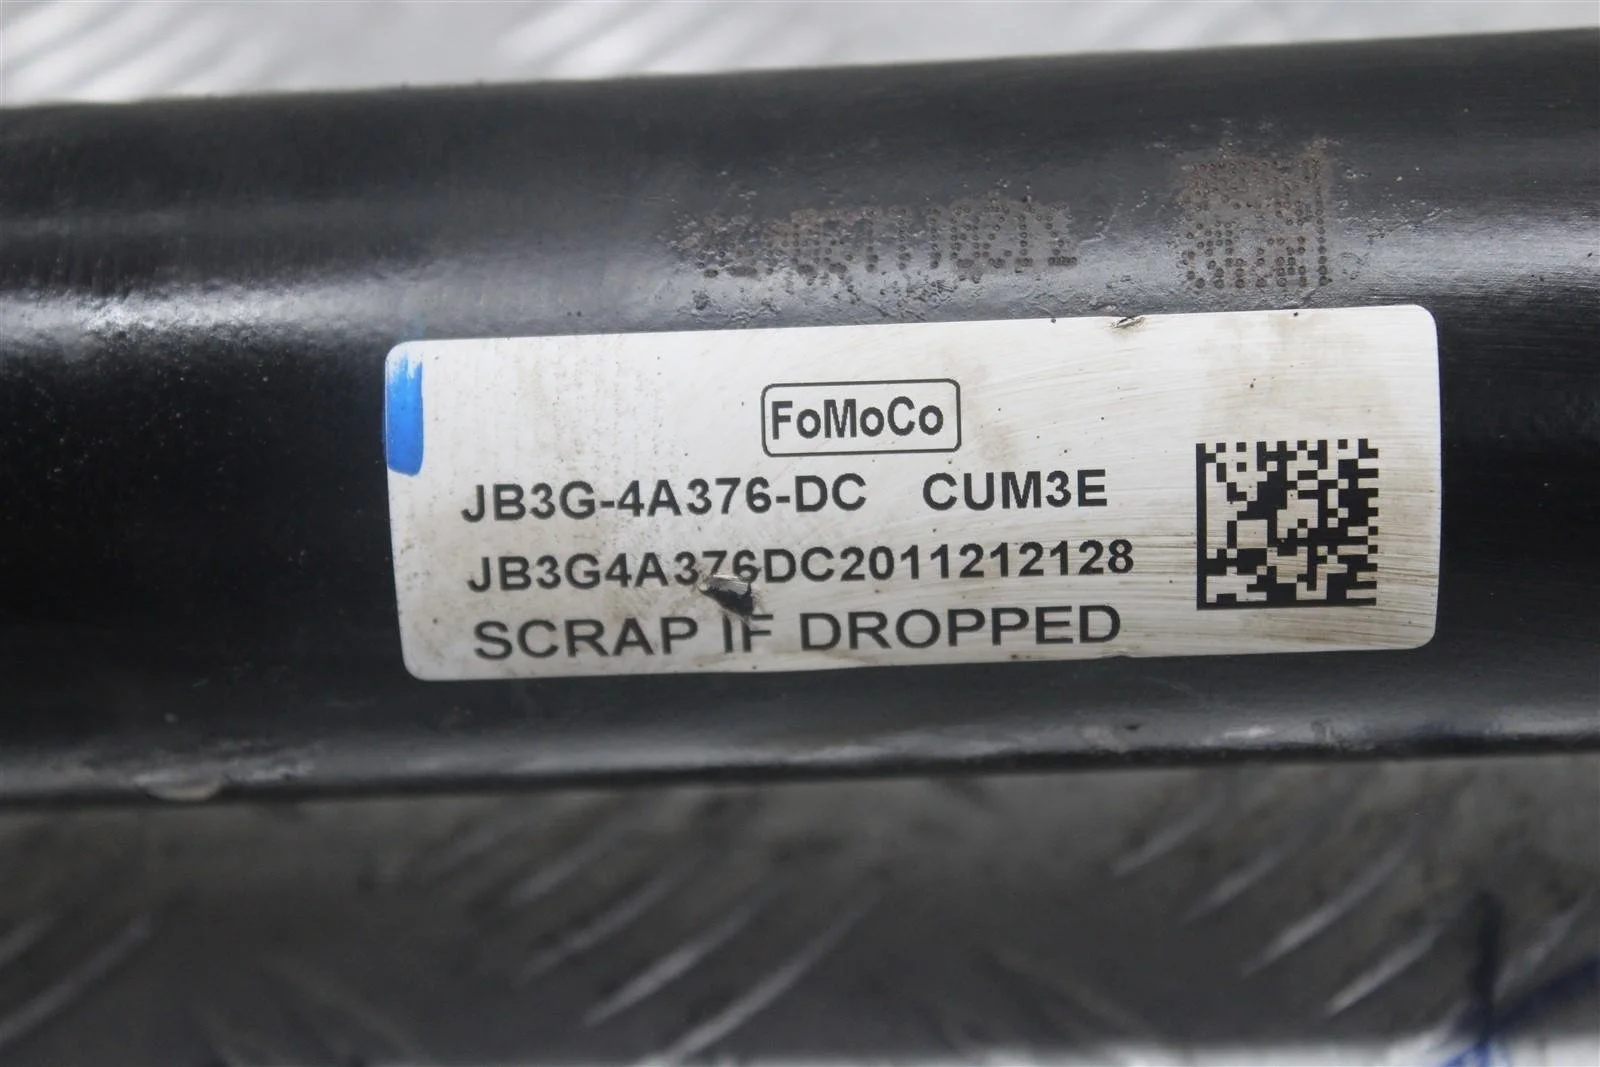 FoMoCo
JB3G-4A376-DC CUM3E
JB3G4A376DC2011212128
SCRAP IF DROPPED